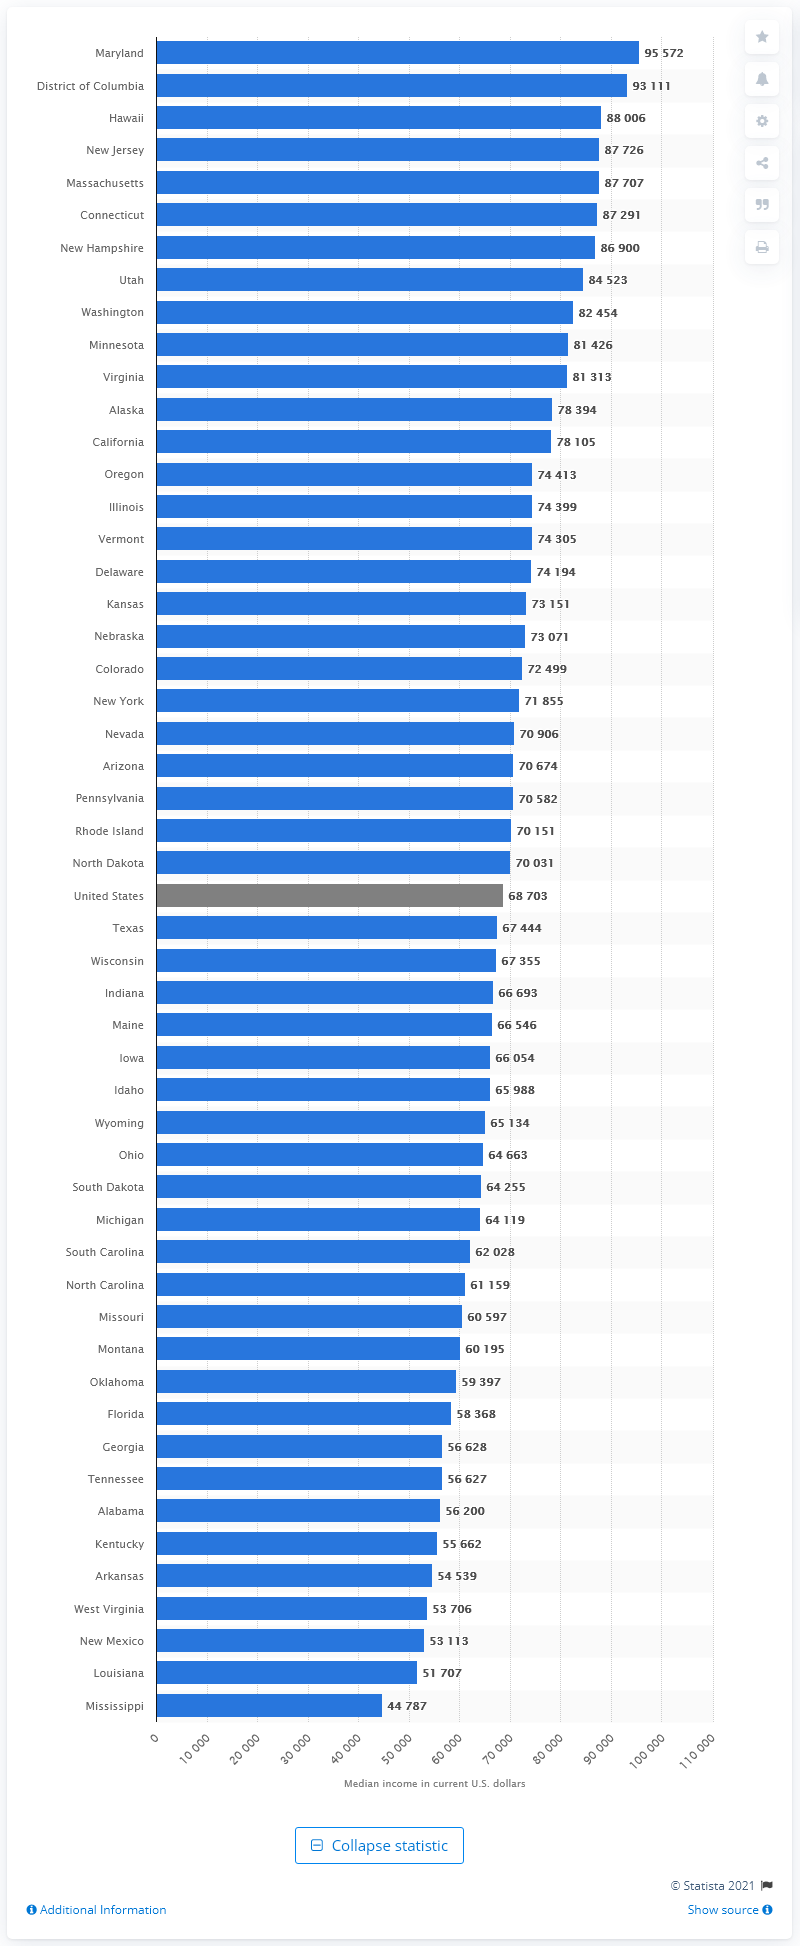 Maryland 95 572
District of Columbia 93 111
Hawaii 88 006
New Jersey 87 726
Massachusetts 87 707
Connecticut 87 291
New Hampshire 86 900
Utah 84 523
Washington 82 454
Minnesota 81 426
Virginia 81 313
Alaska 78 394
California 78 105
Oregon 74 413
Illinois 74 399
Vermont 74 305
Delaware 74 194
Kansas 73 151
Nebraska 73 071
Colorado 72 499
New York 71 855
Nevada 70 906
Arizona 70 674
Pennsylvania 70 582
Rhode Island 70 151
North Dakota 70 031
United States 68 703
Texas 67 444
Wisconsin 67 355
Indiana 66 693
Maine 66 546
Iowa 66 054
Idaho 65 988
Wyoming 65 134
Ohio 64 663
South Dakota 64 255
Michigan 64 119
South Carolina 62 028
North Carolina 61 159
Missouri 60 597
Montana 60 195
Oklahoma 59 397
Florida 58 368
Georgia 56 628
Tennessee 56 627
Alabama 56 200
Kentucky 55 662
Arkansas 54 539
West Virginia 53 706
New Mexico 53 113
Louisiana 51 707
Mississippi 44 787
0 10 000 20 000 30 000 40 000 50 000 60 000 70 000 80 000 90 000 100 000 110 000
Median income in current U.S. dollars
Collapse statistic
© Statista 2021
Additional Information Show source